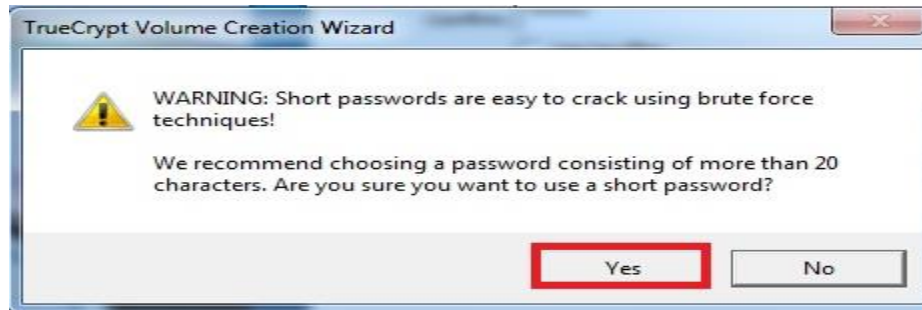 TrueCrypt Volume Creation Wizard
WARNING: Short passwords are easy to crack using brute force
techniques!
We recommend choosing a password consisting of more than 20
characters. Are you sure you want to use a short password?
Yes
No